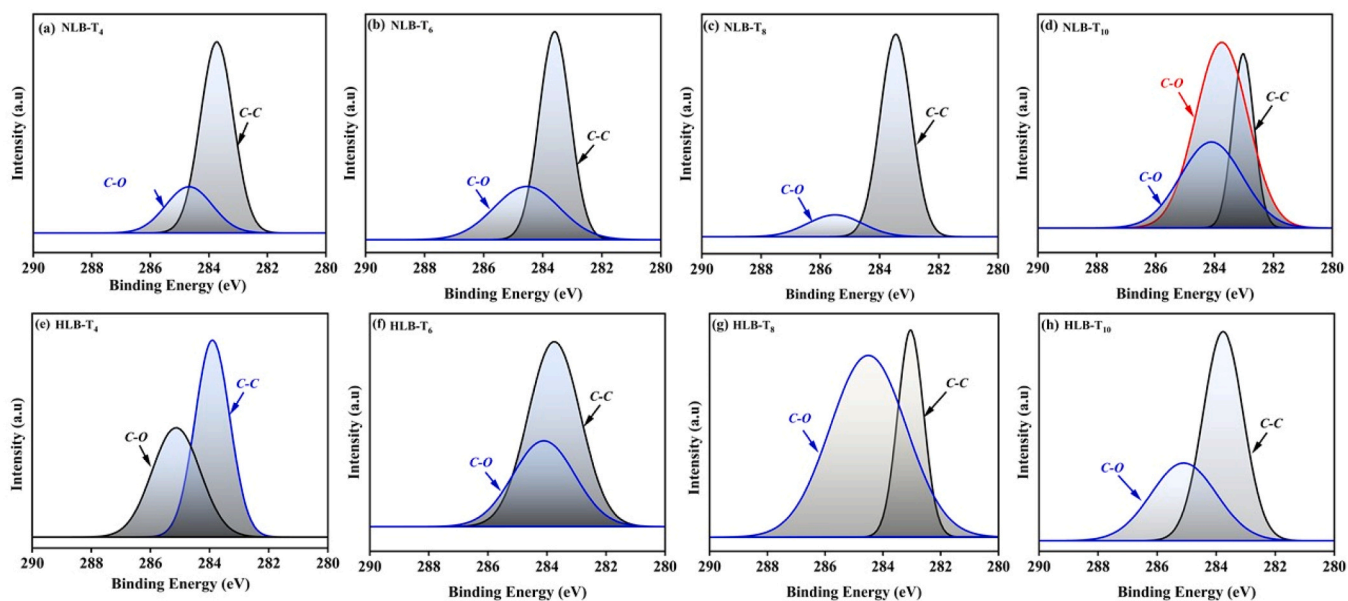 (a) NLB-T₄
C-C
C-O
Intensity (a.u)
290 288 286 284 282 280
Binding Energy (eV)
(b) NLB-T₆
C-C
C-O
Intensity (a.u)
290 288 286 284 282 280
Binding Energy (eV)
(c) NLB-T₈
C-C
C-O
Intensity (a.u)
290 288 286 284 282 280
Binding Energy (eV)
(d) NLB-T₁₀
C-O
C-C
C-O
Intensity (a.u)
290 288 286 284 282 280
Binding Energy (eV)
(e) HLB-T₄
C-C
C-O
Intensity (a.u)
290 288 286 284 282 280
Binding Energy (eV)
(f) HLB-T₆
C-C
C-O
Intensity (a.u)
290 288 286 284 282 280
Binding Energy (eV)
(g) HLB-T₈
C-C
C-O
Intensity (a.u)
290 288 286 284 282 280
Binding Energy (eV)
(h) HLB-T₁₀
C-C
C-O
Intensity (a.u)
290 288 286 284 282 280
Binding Energy (eV)